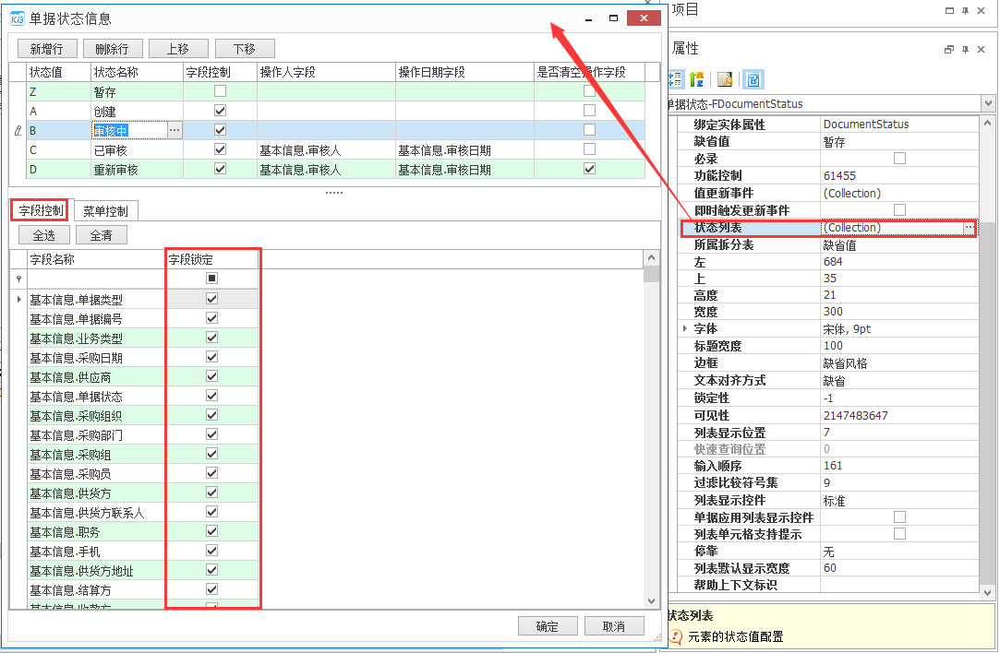 K/3 单据状态信息
新增行 删除行 上移 下移
状态值 状态名称 字段控制 操作人字段 操作日期字段 是否清空操作字段
Z 暂存
A 创建
B 审核中 ...
C 已审核 基本信息.审核人 基本信息.审核日期
D 重新审核 基本信息.审核人 基本信息.审核日期
字段控制 菜单控制
全选 全清
字段名称 字段锁定
基本信息.单据类型
基本信息.单据编号
基本信息.业务类型
基本信息.采购日期
基本信息.供应商
基本信息.单据状态
基本信息.采购组织
基本信息.采购部门
基本信息.采购组
基本信息.采购员
基本信息.供货方
基本信息.供货方联系人
基本信息.职务
基本信息.手机
基本信息.供货方地址
基本信息.结算方
基本信息.收款方
确定 取消
项目
属性
单据状态-FDocumentStatus
绑定实体属性 DocumentStatus
缺省值 暂存
必录
功能控制 61455
值更新事件 (Collection)
即时触发更新事件
状态列表 (Collection) ...
所属拆分表 缺省值
左 684
上 35
高度 21
宽度 300
字体 宋体, 9pt
标题宽度 100
边框 缺省风格
文本对齐方式 缺省
锁定性 -1
可见性 2147483647
列表显示位置 7
快速查询位置 0
输入顺序 161
过滤比较符号集 9
列表显示控件 标准
单据应用列表显示控件
列表单元格支持提示
停靠 无
列表默认显示宽度 60
帮助上下文标识
状态列表
元素的状态值配置